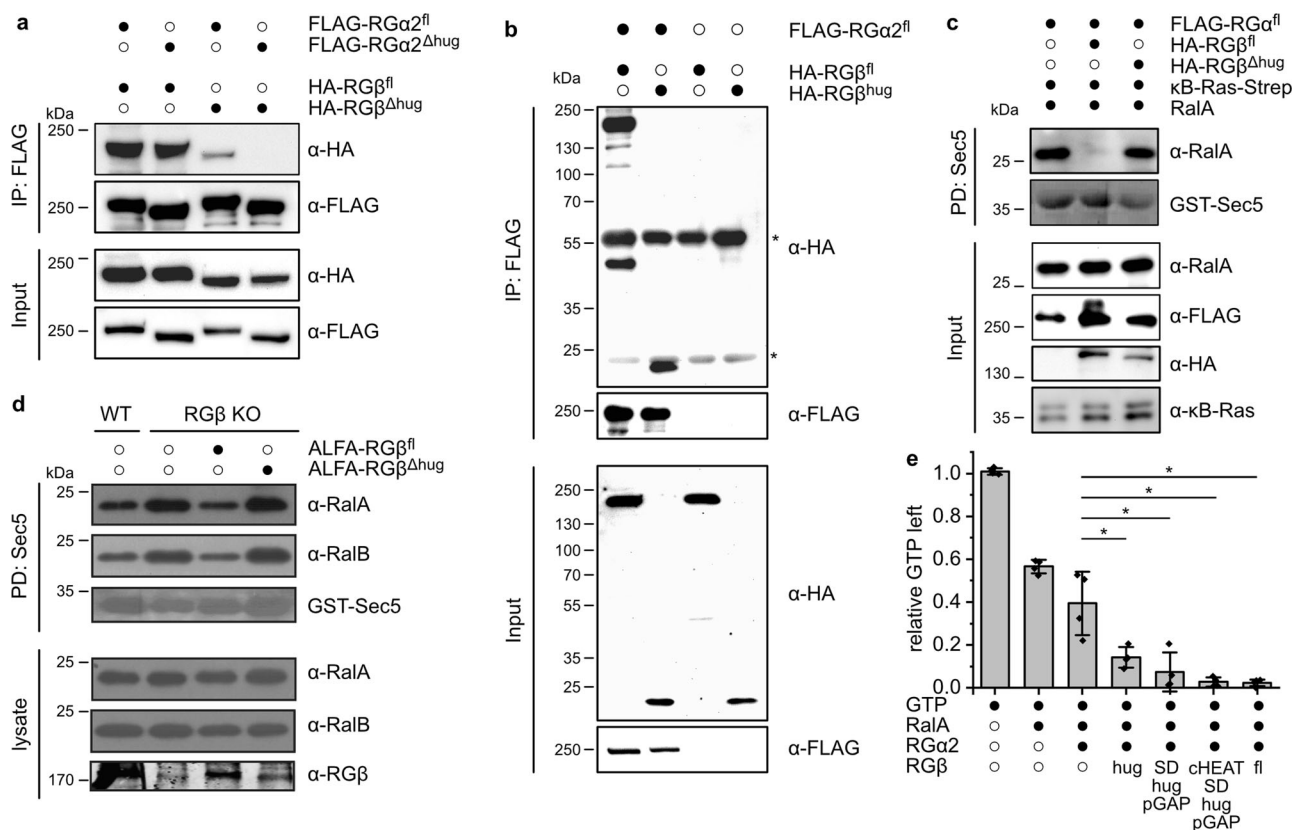 a
FLAG-RGα2fl
FLAG-RGα2Δhug
HA-RGβfl
HA-RGβΔhug
kDa
IP: FLAG
250
α-HA
250
α-FLAG
Input
250
α-HA
250
α-FLAG
b
FLAG-RGα2fl
HA-RGβfl
HA-RGβhug
kDa
IP: FLAG
250
130
100
70
55
*
α-HA
35
25
*
250
α-FLAG
Input
250
130
100
70
α-HA
55
35
25
250
α-FLAG
c
FLAG-RGαfl
HA-RGβfl
HA-RGβΔhug
κB-Ras-Strep
RalA
kDa
PD: Sec5
25
α-RalA
35
GST-Sec5
Input
25
α-RalA
250
α-FLAG
130
α-HA
35
α-κB-Ras
d
WT RGβ KO
ALFA-RGβfl
ALFA-RGβΔhug
kDa
PD: Sec5
25
α-RalA
25
α-RalB
35
GST-Sec5
lysate
25
α-RalA
25
α-RalB
170
α-RGβ
e
relative GTP left
1.0
0.8
0.6
0.4
0.2
0.0
*
*
*
*
GTP
RalA
RGα2
RGβ
hug SD cHEAT fl
hug SD
pGAP hug
pGAP